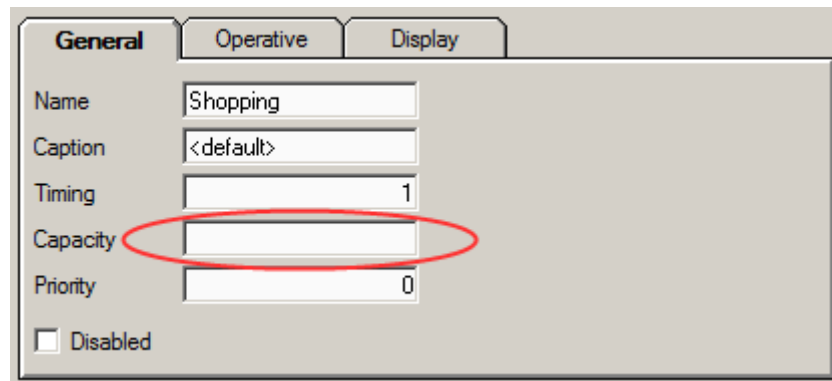 General Operative Display
Name Shopping
Caption <default>
Timing 1
Capacity
Priority 0
Disabled